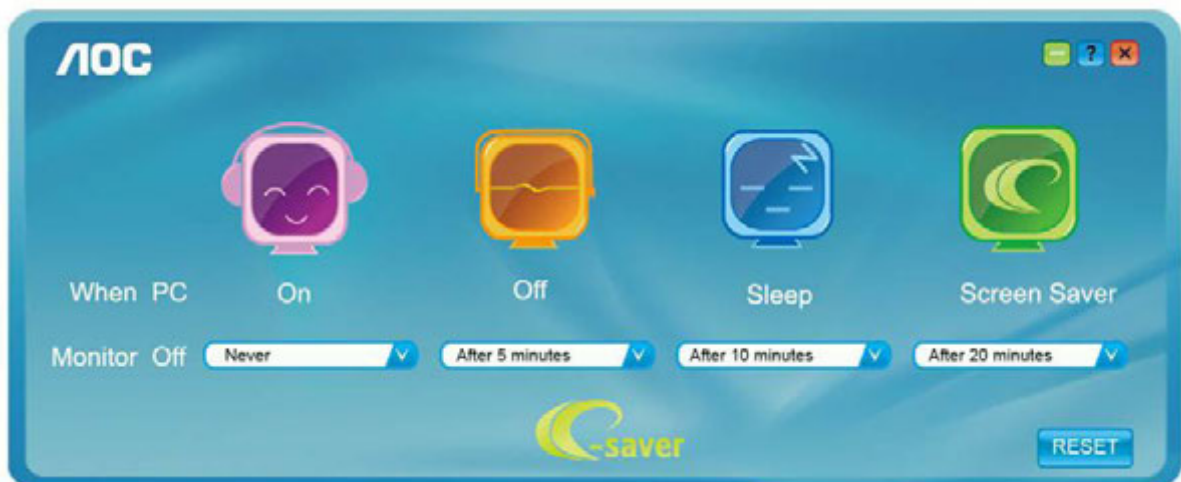 AOC
?
When PC On Off Sleep Screen Saver
Monitor Off Never After 5 minutes After 10 minutes After 20 minutes
e-saver
RESET